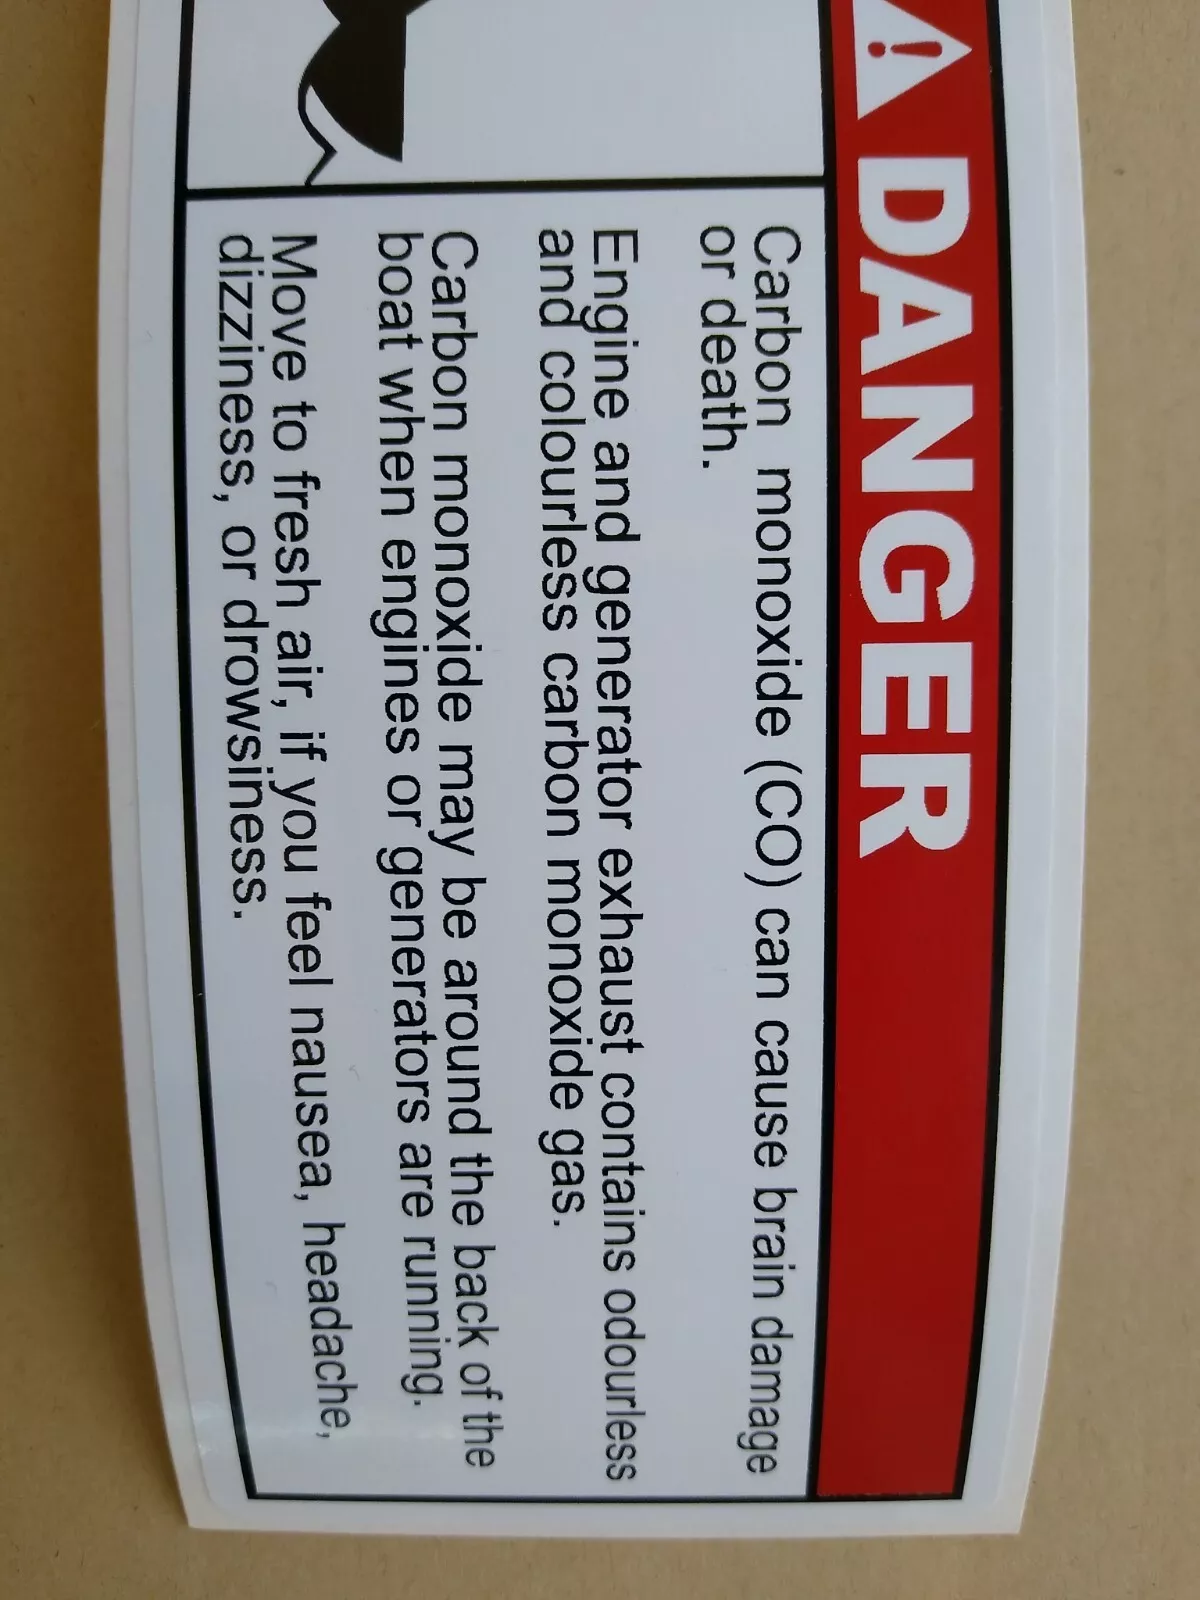 DANGER
Carbon monoxide (CO) can cause brain damage
or death.
Engine and generator exhaust contains odourless
and colourless carbon monoxide gas.
Carbon monoxide may be around the back of the
boat when engines or generators are running.
Move to fresh air, if you feel nausea, headache,
dizziness, or drowsiness.